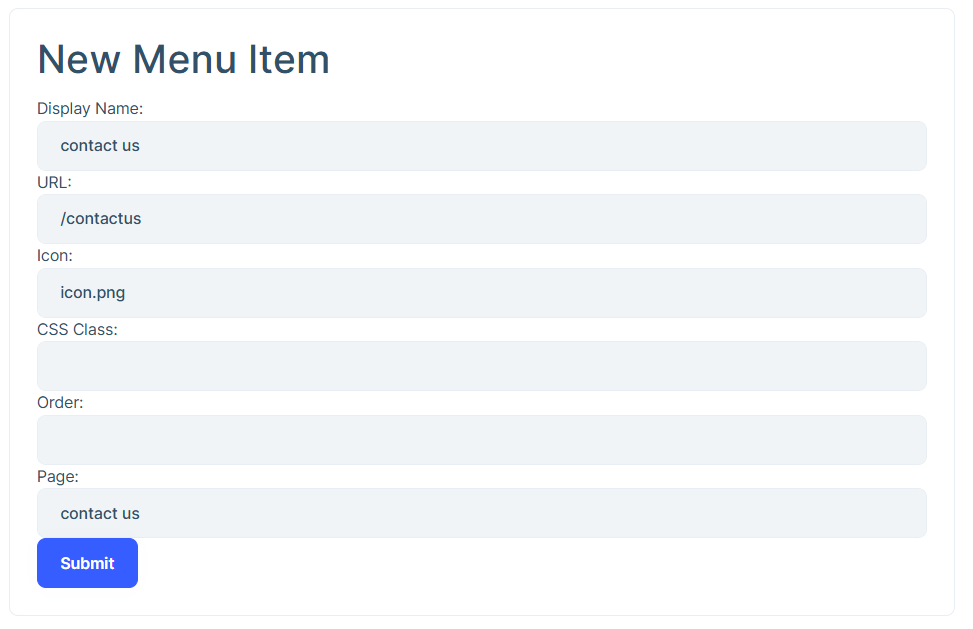 New Menu Item
Display Name:
contact us
URL:
/contactus
Icon:
icon.png
CSS Class:
Order:
Page:
contact us
Submit